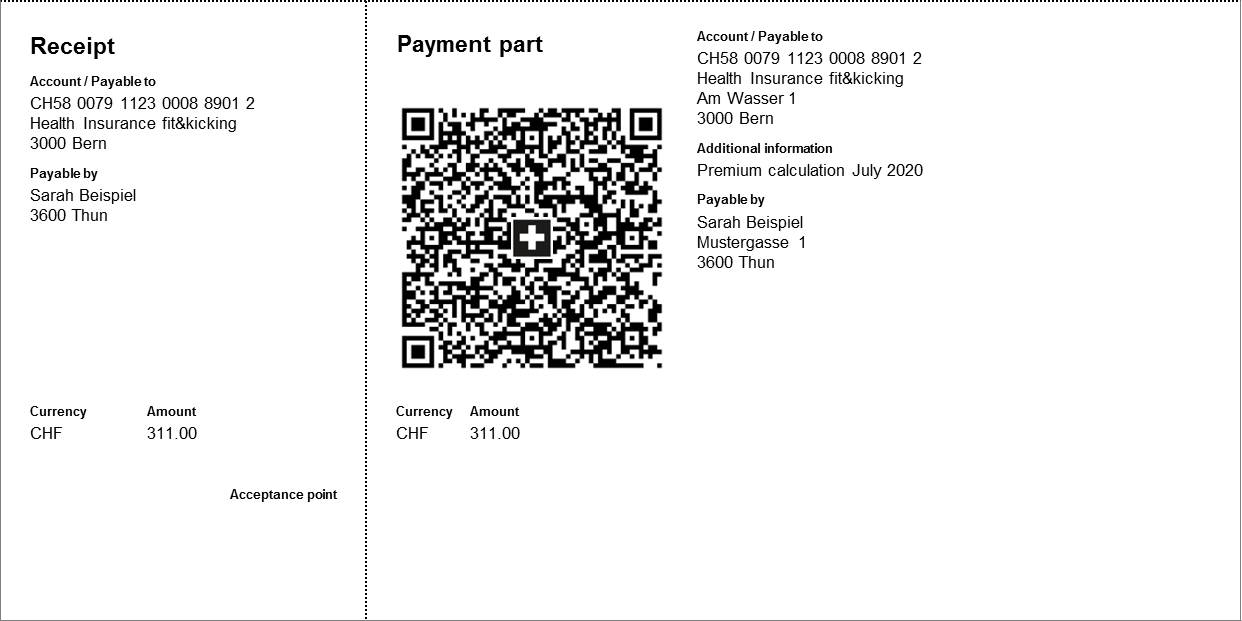 Receipt
Account / Payable to
CH58 0079 1123 0008 8901 2
Health Insurance fit&kicking
3000 Bern
Payable by
Sarah Beispiel
3600 Thun
Currency Amount
CHF 311.00
Acceptance point
Payment part
Currency Amount
CHF 311.00
Account / Payable to
CH58 0079 1123 0008 8901 2
Health Insurance fit&kicking
Am Wasser 1
3000 Bern
Additional information
Premium calculation July 2020
Payable by
Sarah Beispiel
Mustergasse 1
3600 Thun